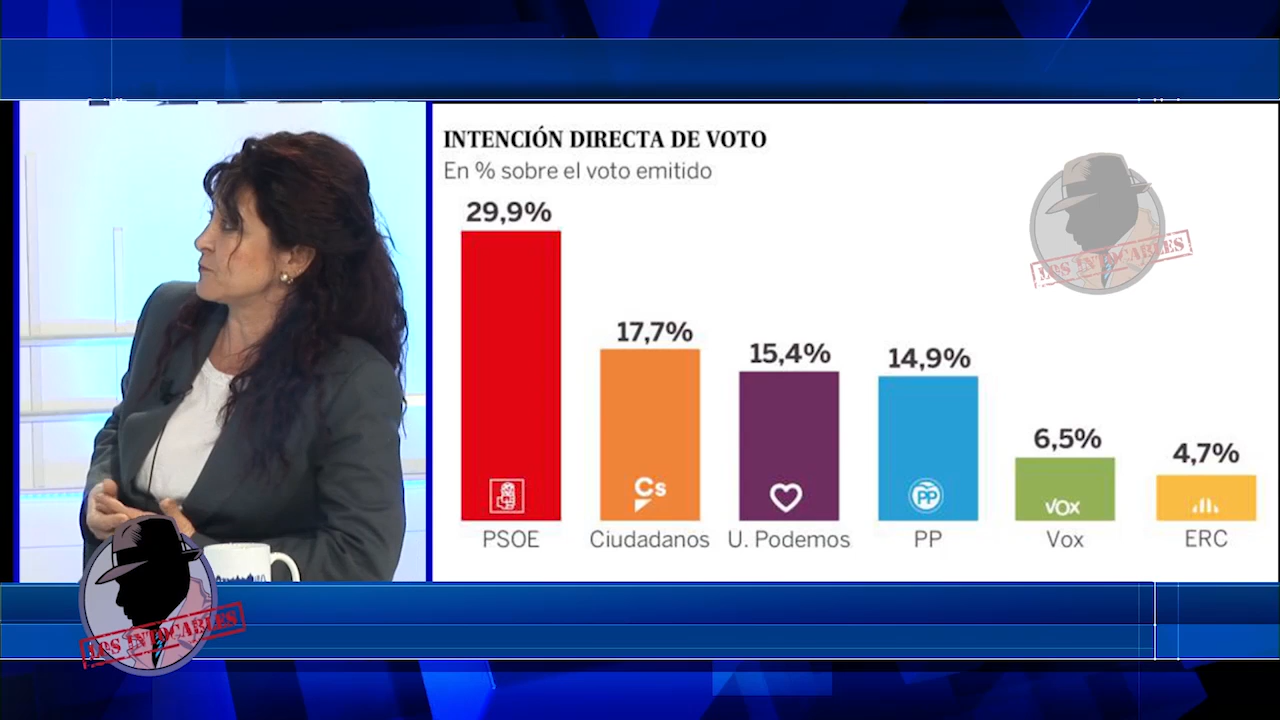 INTENCIÓN DIRECTA DE VOTO
En % sobre el voto emitido
29,9%
17,7%
15,4%
14,9%
6,5%
4,7%
Cs
PP
VOX
PSOE
Ciudadanos
U. Podemos
PP
Vox
ERC
LOS INTOCABLES
LOS INTOCABLES